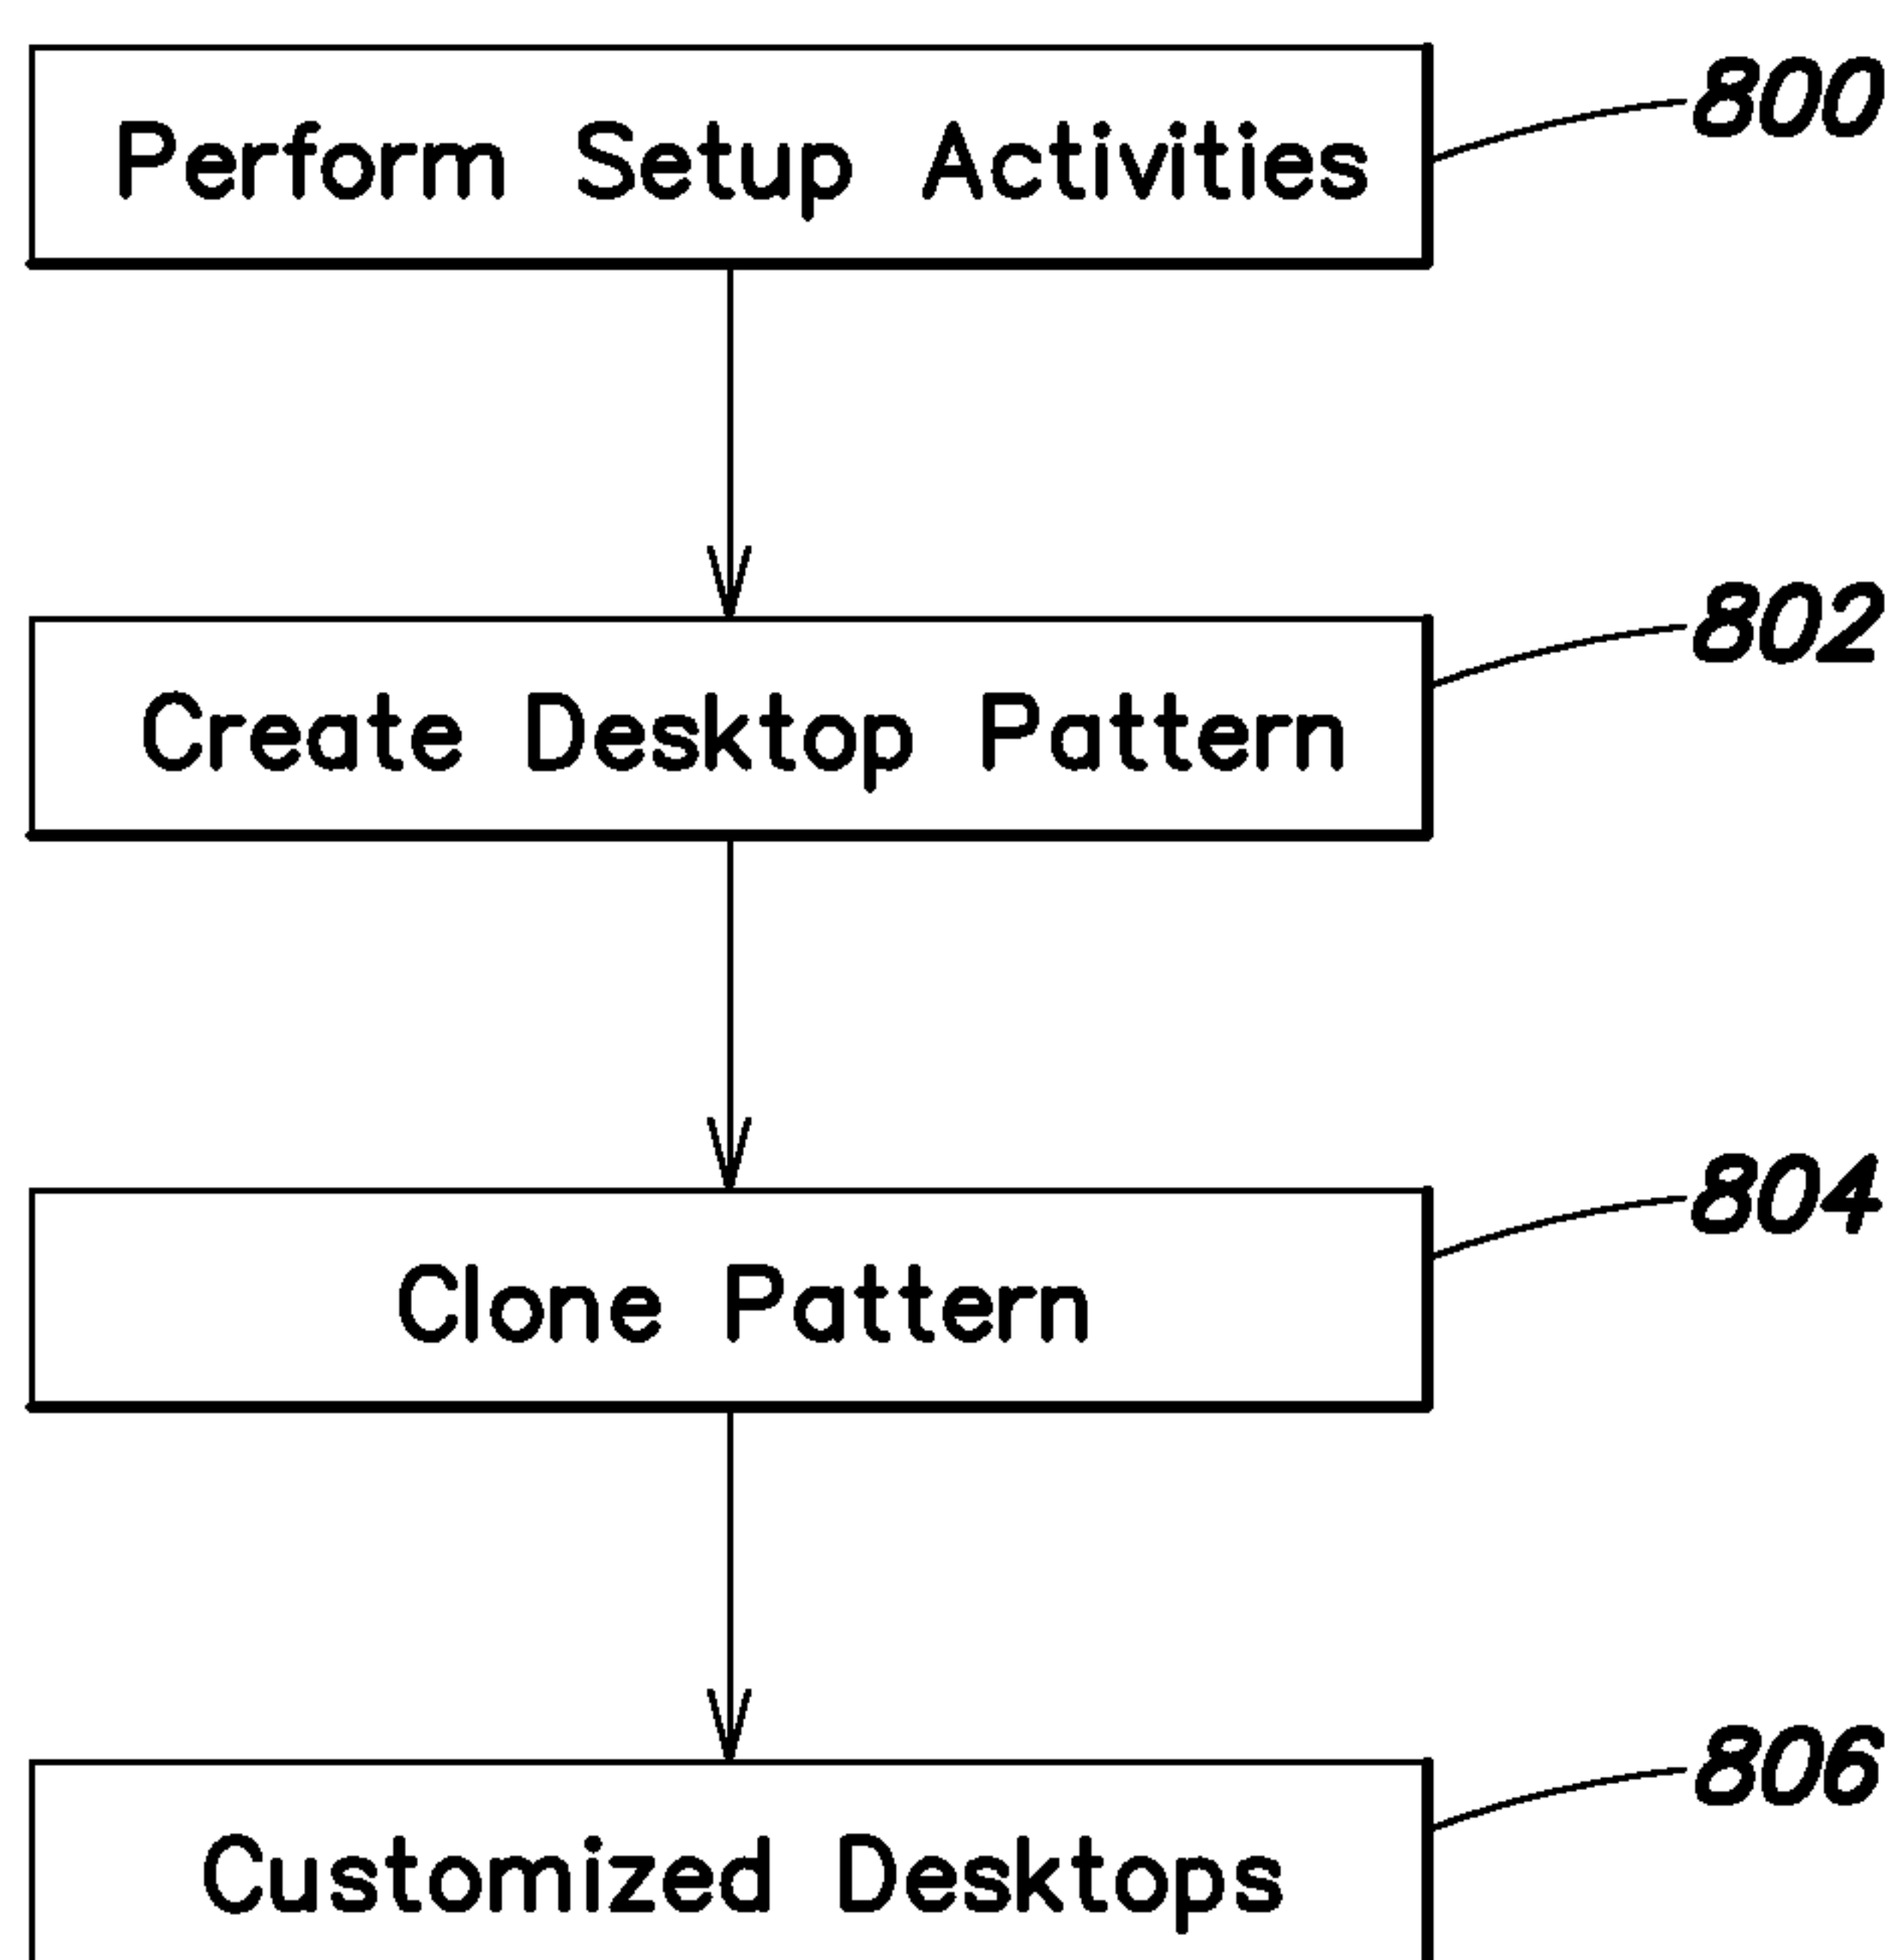 Perform Setup Activities
800
Create Desktop Pattern
802
Clone Pattern
804
Customized Desktops
806